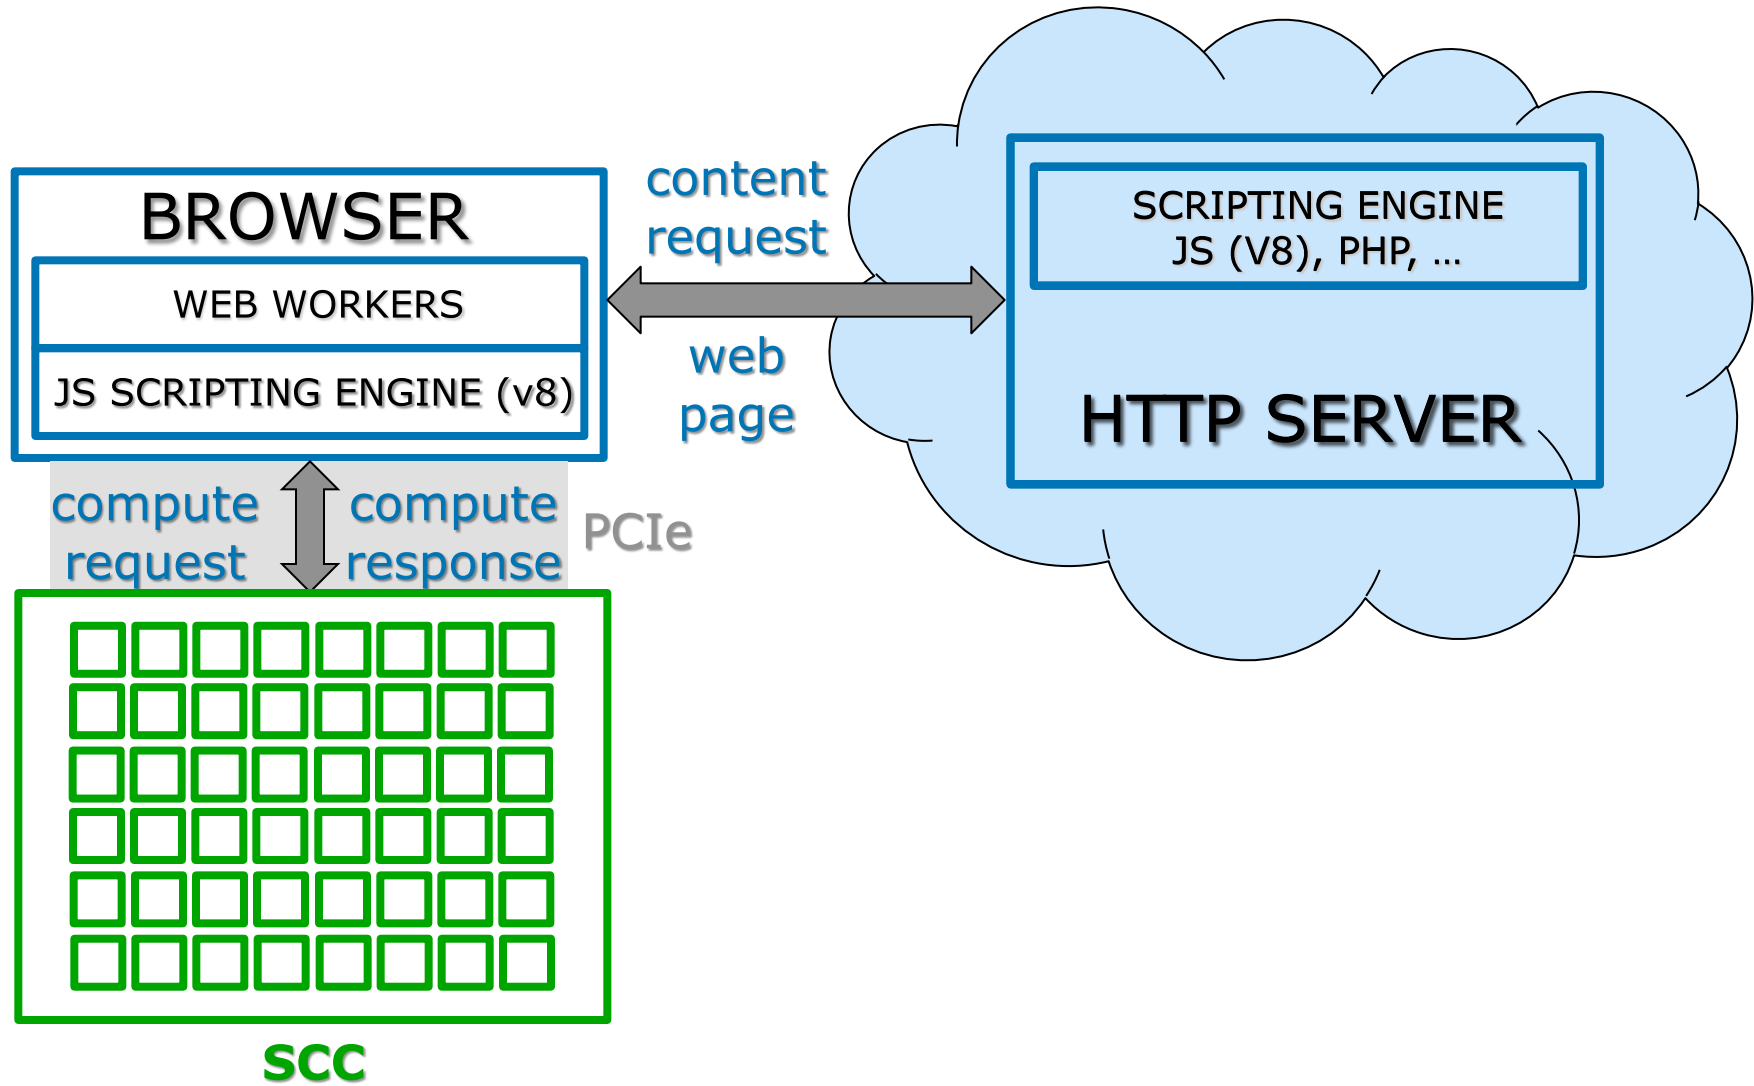 BROWSER
WEB WORKERS
JS SCRIPTING ENGINE (v8)
content
request
web
page
SCRIPTING ENGINE
JS (V8), PHP, ...
HTTP SERVER
compute
request
compute
response
PCIe
SCC